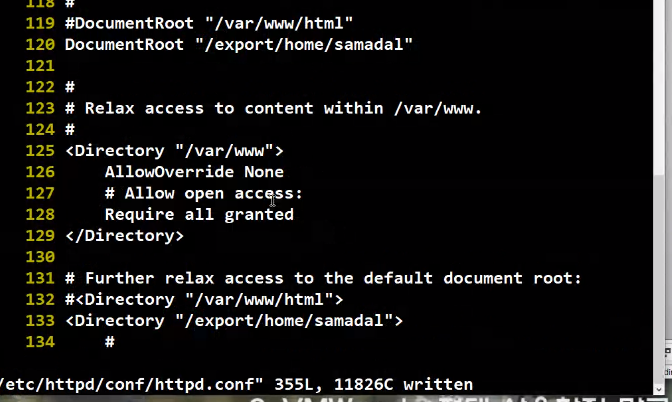 118 #
119 #DocumentRoot "/var/www/html"
120 DocumentRoot "/export/home/samadal"
121
122 #
123 # Relax access to content within /var/www.
124 #
125 <Directory "/var/www">
126     AllowOverride None
127     # Allow open access:
128     Require all granted
129 </Directory>
130
131 # Further relax access to the default document root:
132 #<Directory "/var/www/html">
133 <Directory "/export/home/samadal">
134     #
/etc/httpd/conf/httpd.conf" 355L, 11826C written